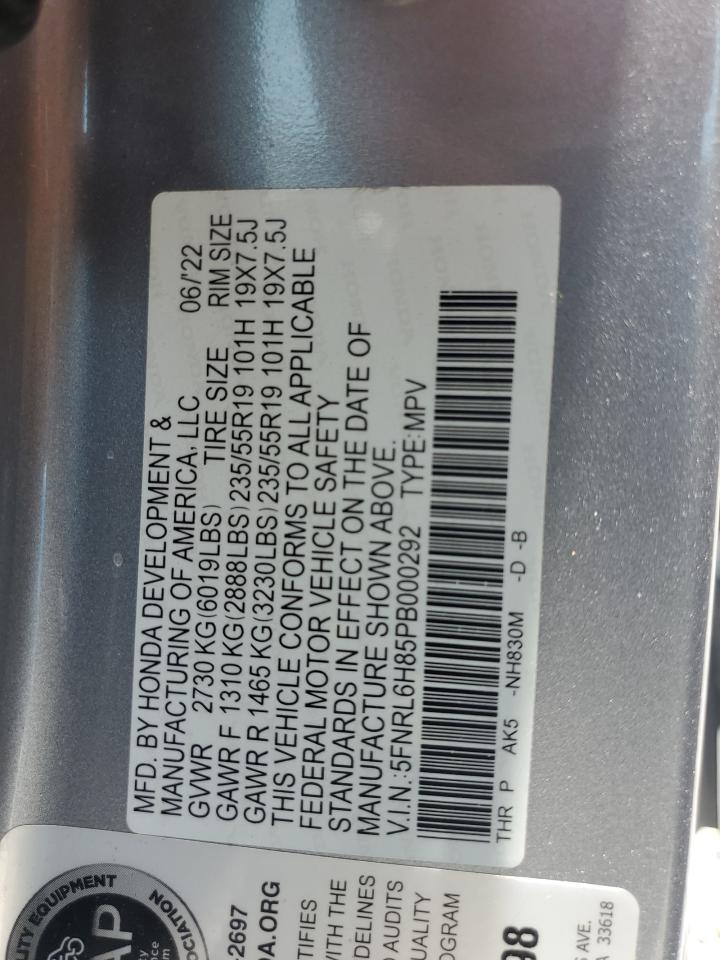 MFD. BY HONDA DEVELOPMENT &
MANUFACTURING OF AMERICA, LLC 06/'22
GVWR 2730 KG(6019LBS) TIRE SIZE RIM SIZE
GAWR F 1310 KG(2888LBS)235/55R19 101H 19X7.5J
GAWR R 1465 KG(3230LBS)235/55R19 101H 19X7.5J
THIS VEHICLE CONFORMS TO ALL APPLICABLE
FEDERAL MOTOR VEHICLE SAFETY
STANDARDS IN EFFECT ON THE DATE OF
MANUFACTURE SHOWN ABOVE.
V.I.N.:5FNRL6H85PB000292 TYPE:MPV
THR P AK5 -NH830M -D -B
LITY EQUIPMENT
AP
OCIATION
2697
DA.ORG
TIFIES
WITH THE
DELINES
AUDITS
UALITY
OGRAM
98
AVE.
A 33618